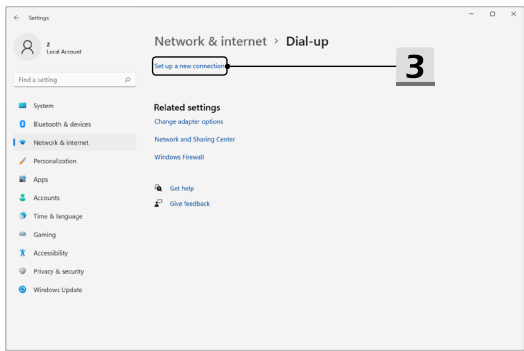 Settings
z
Local Account
Find a setting
System
Bluetooth & devices
Network & internet
Personalization
Apps
Accounts
Time & language
Gaming
Accessibility
Privacy & security
Windows Update
Network & internet > Dial-up
Set up a new connection
3
Related settings
Change adapter options
Network and Sharing Center
Windows Firewall
Get help
Give feedback